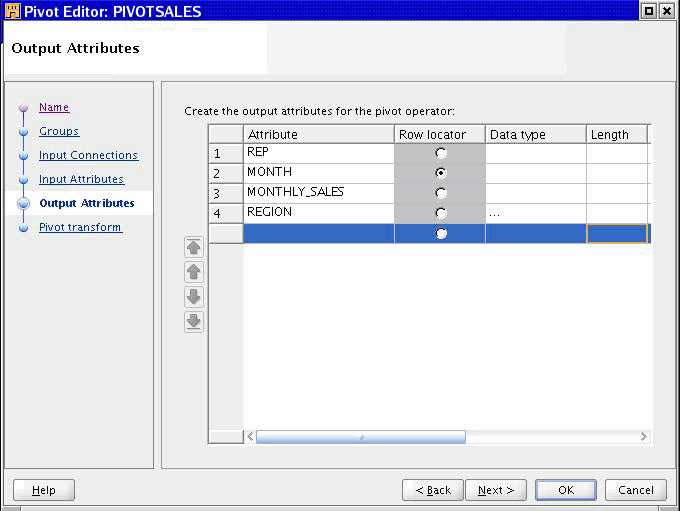 Pivot Editor: PIVOTSALES
Output Attributes
Name
Groups
Input Connections
Input Attributes
Output Attributes
Pivot transform
Create the output attributes for the pivot operator:
Attribute Row locator Data type Length
1 REP
2 MONTH
3 MONTHLY_SALES
4 REGION ...
Help < Back Next > OK Cancel